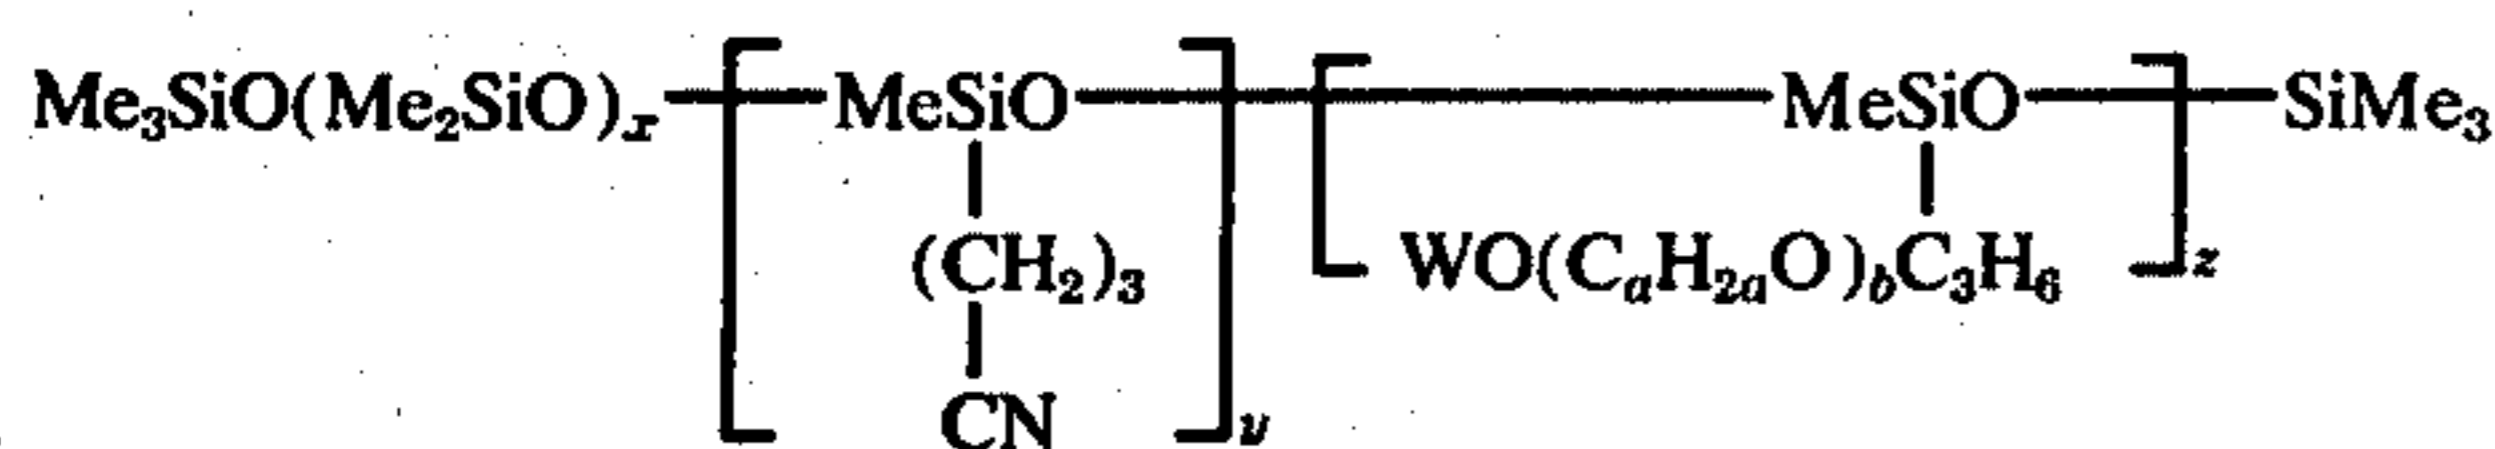 Me₃SiO(Me₂SiO)ₓ MeSiO MeSiO SiMe₃
(CH₂)₃ y WO(CₐH₂ₐO)bC₃H₆ z
CN